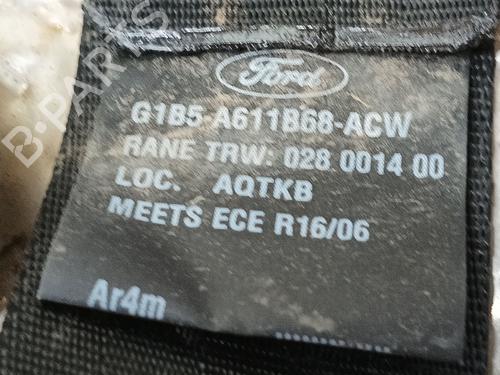 Ford
G1B5-A611B68-ACW
RANE TRW: 028 0014 00
LOC. AQTKB
MEETS ECE R16/06
Ar4m
B-PARTS